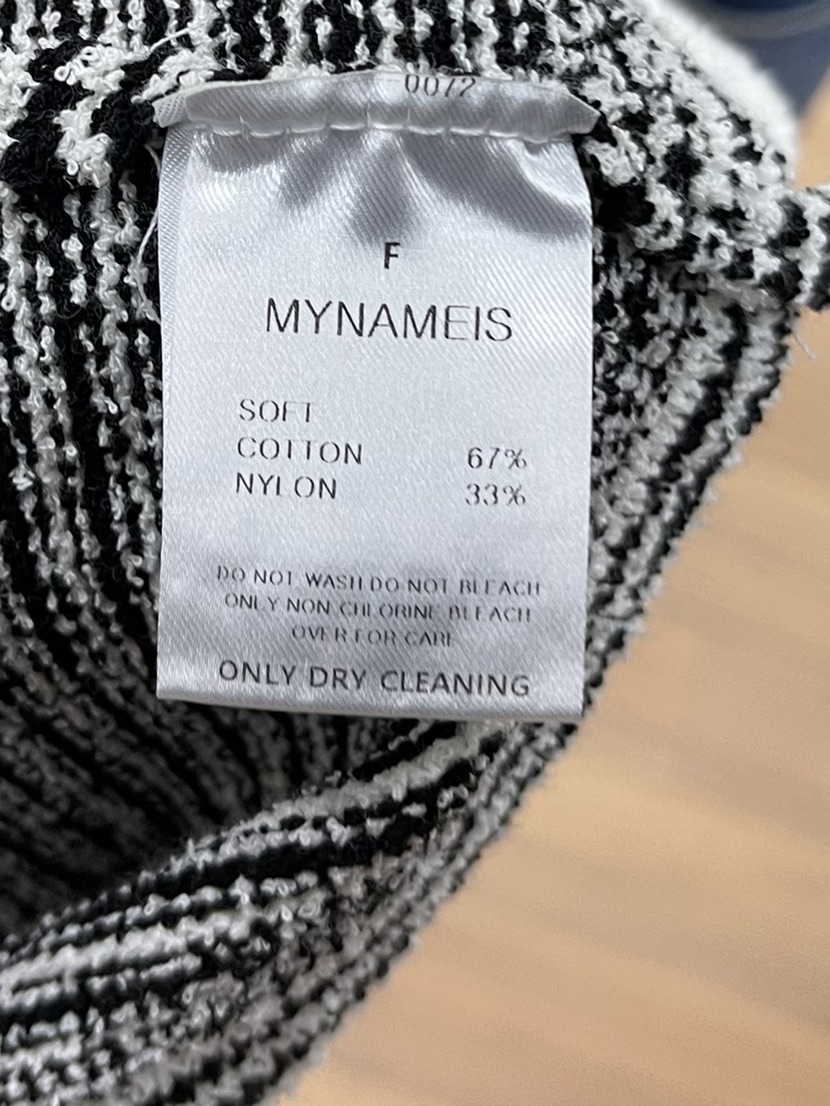 0072
F
MYNAMEIS
SOFT
COTTON 67%
NYLON 33%
DO NOT WASH DO NOT BLEACH
ONLY NON CHLORINE BLEACH
OVER FOR CARE
ONLY DRY CLEANING